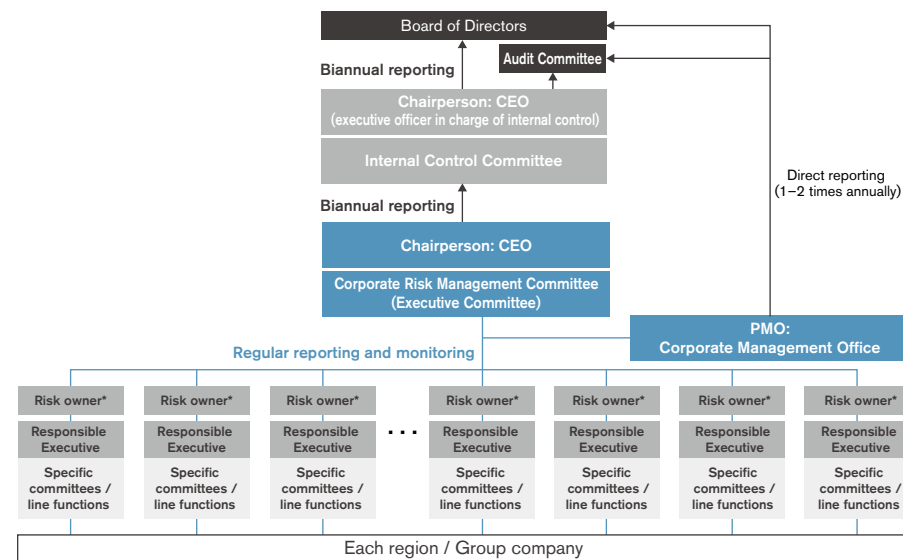 Board of Directors
Audit Committee
Biannual reporting
Chairperson: CEO
(executive officer in charge of internal control)
Internal Control Committee
Direct reporting
(1–2 times annually)
Biannual reporting
Chairperson: CEO
Corporate Risk Management Committee
(Executive Committee)
PMO:
Corporate Management Office
Regular reporting and monitoring
Risk owner* Risk owner* Risk owner* Risk owner* Risk owner* Risk owner* Risk owner*
Responsible Responsible Responsible Responsible Responsible Responsible Responsible
Executive Executive Executive ... Executive Executive Executive Executive
Specific Specific Specific Specific Specific Specific Specific
committees / committees / committees / committees / committees / committees / committees /
line functions line functions line functions line functions line functions line functions line functions
Each region / Group company